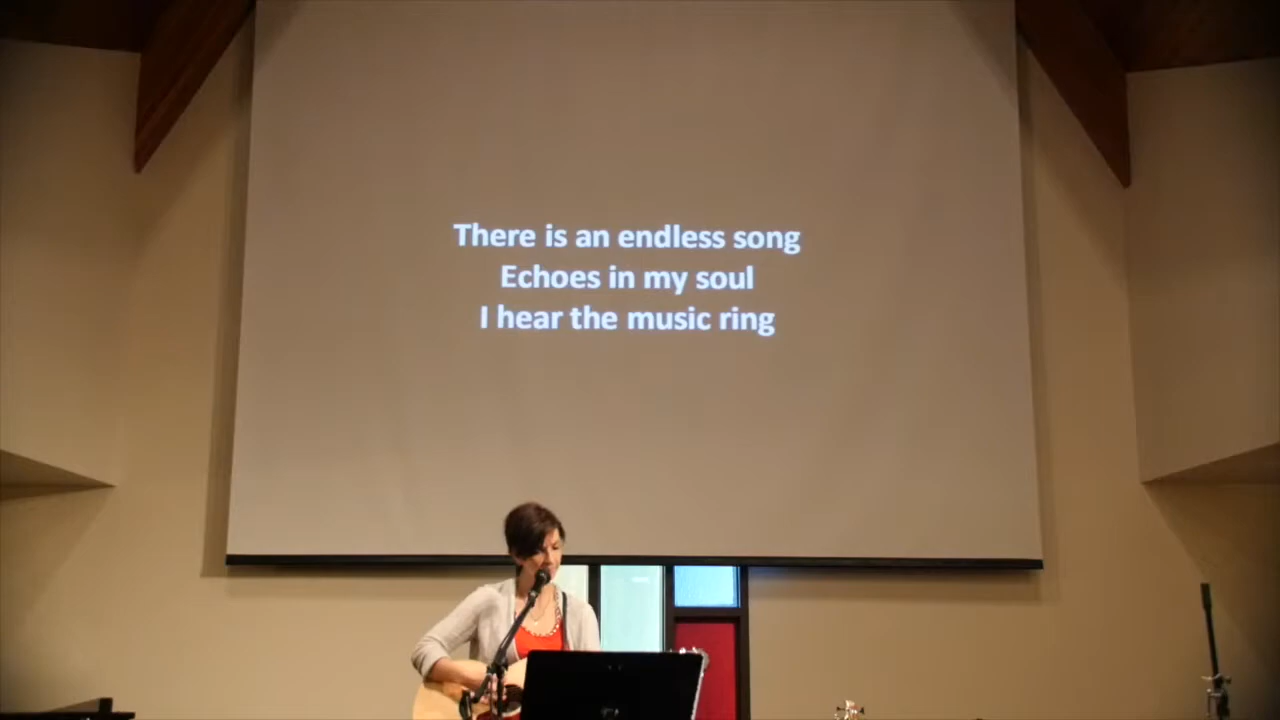 There is an endless song
Echoes in my soul
I hear the music ring